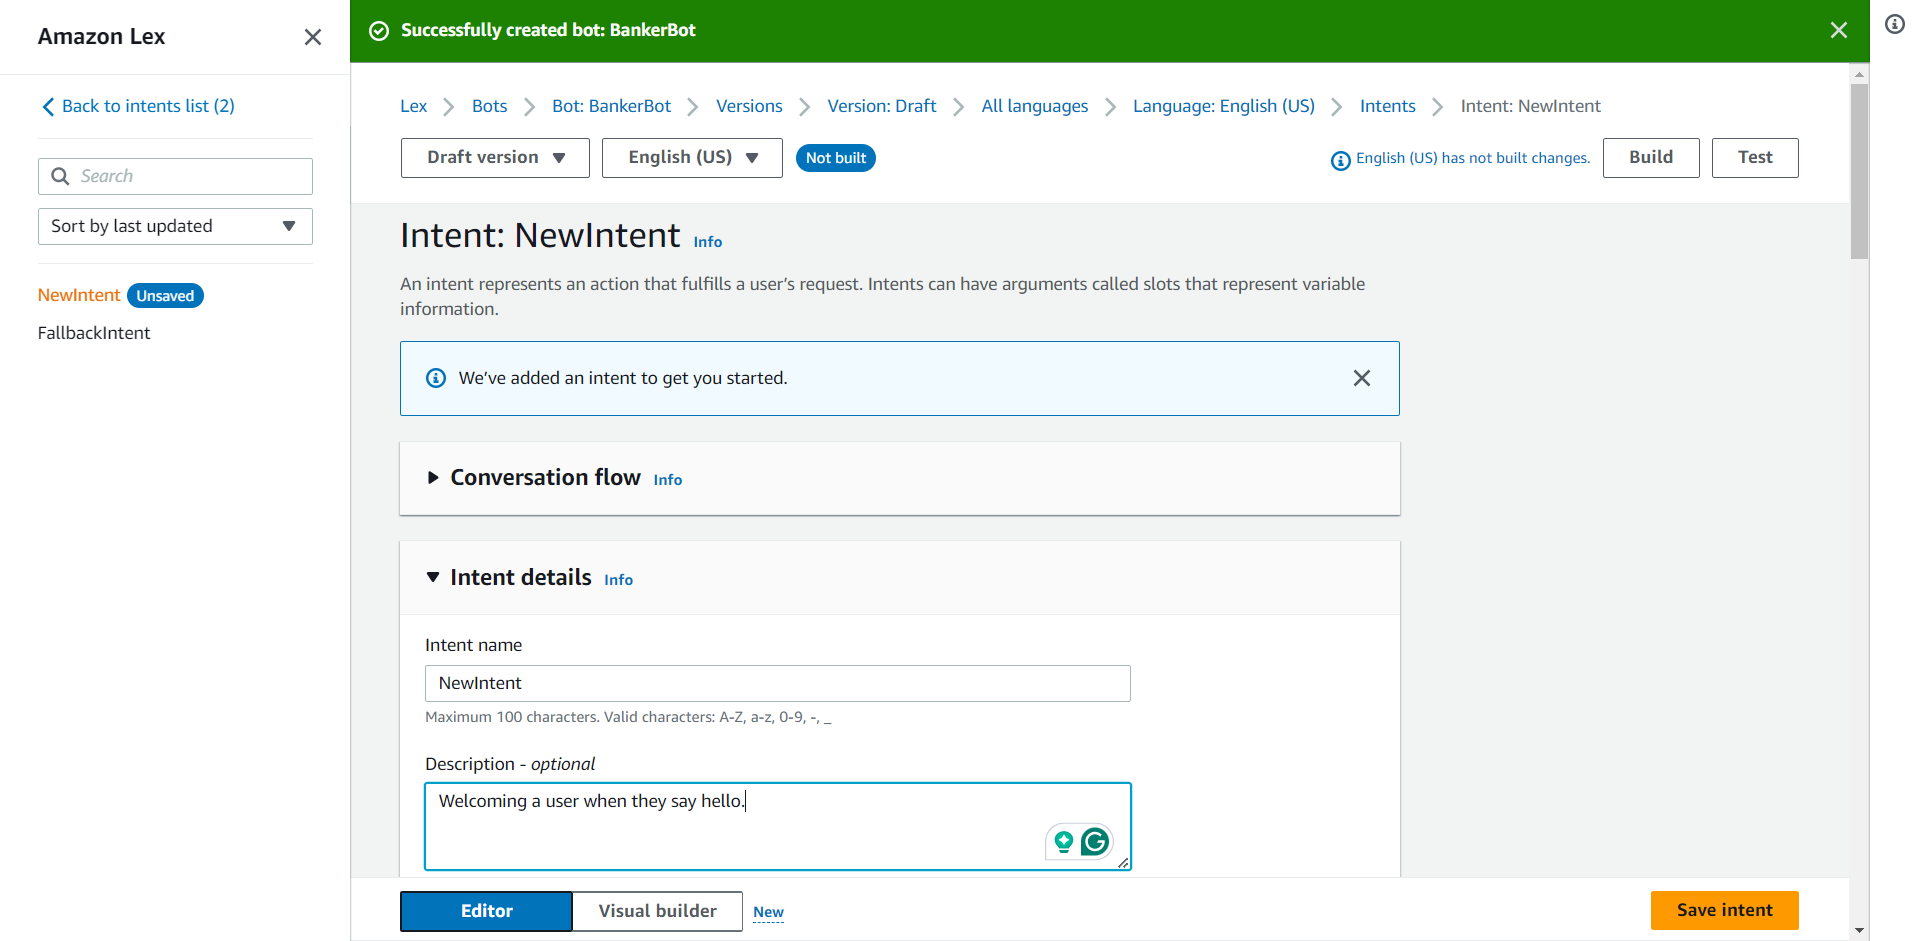 Amazon Lex
Back to intents list (2)
Search
Sort by last updated
NewIntent Unsaved
FallbackIntent
Successfully created bot: BankerBot
Lex Bots Bot: BankerBot Versions Version: Draft All languages Language: English (US) Intents Intent: NewIntent
Draft version English (US) Not built English (US) has not built changes. Build Test
Intent: NewIntent Info
An intent represents an action that fulfills a user’s request. Intents can have arguments called slots that represent variable
information.
We’ve added an intent to get you started.
Conversation flow Info
Intent details Info
Intent name
NewIntent
Maximum 100 characters. Valid characters: A-Z, a-z, 0-9, -, _
Description - optional
Welcoming a user when they say hello.
Editor Visual builder New Save intent